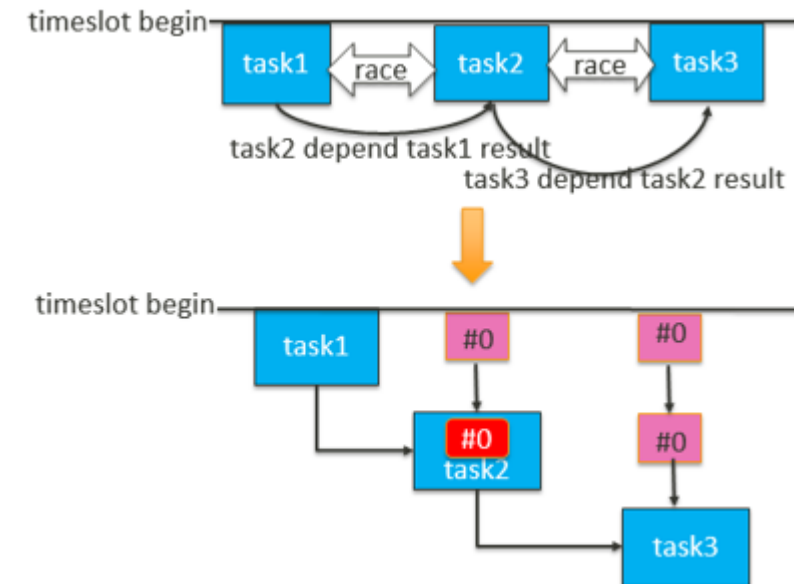 timeslot begin
task1
race
task2
race
task3
task2 depend task1 result
task3 depend task2 result
timeslot begin
task1
#0
#0
#0
task2
#0
task3